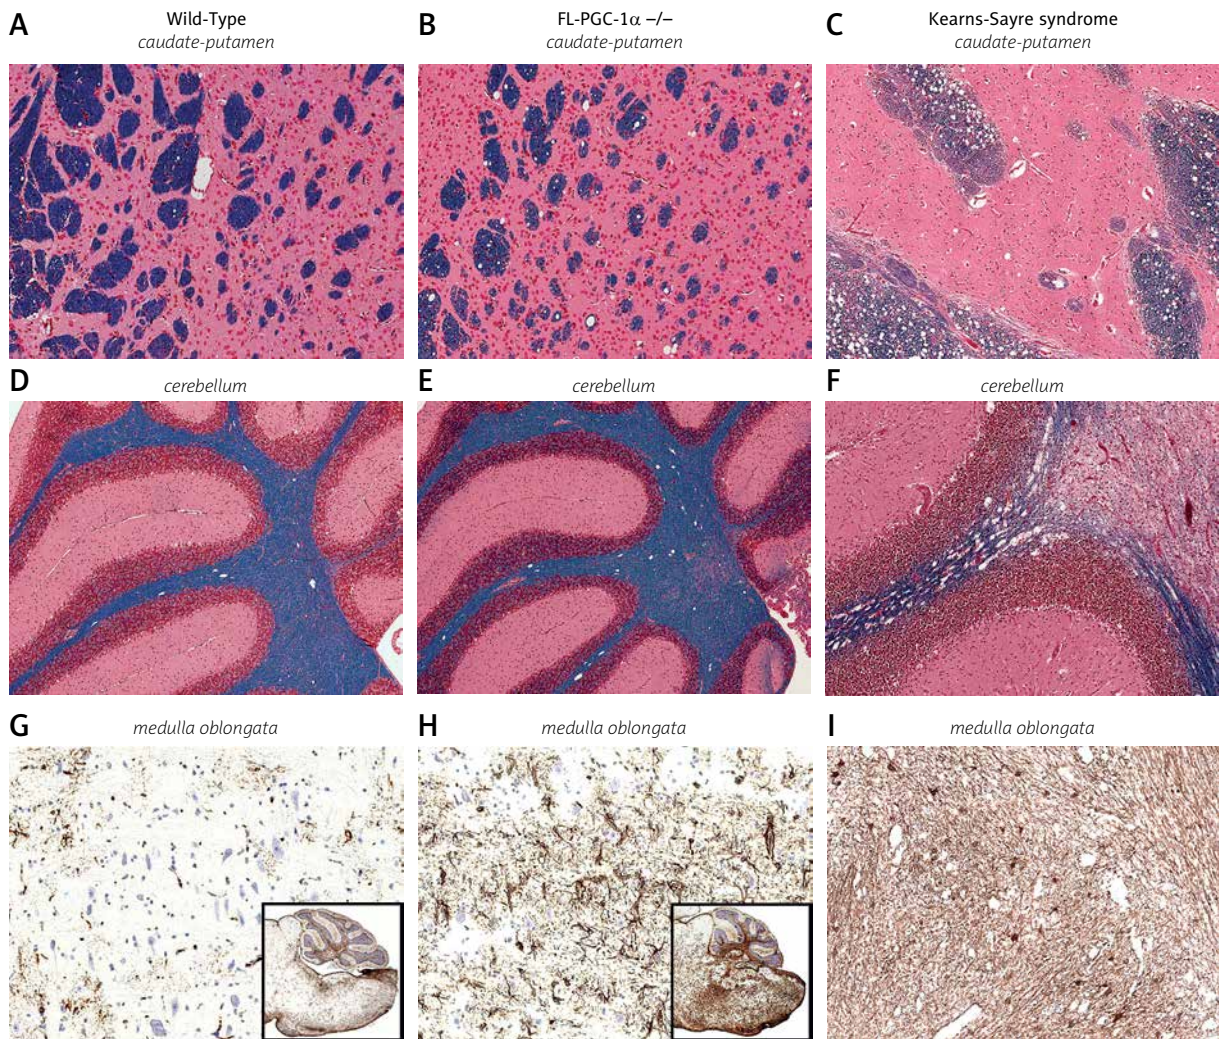 A
Wild-Type
caudate-putamen
B
FL-PGC-1α −/−
caudate-putamen
C
Kearns-Sayre syndrome
caudate-putamen
D
cerebellum
E
cerebellum
F
cerebellum
G
medulla oblongata
H
medulla oblongata
I
medulla oblongata